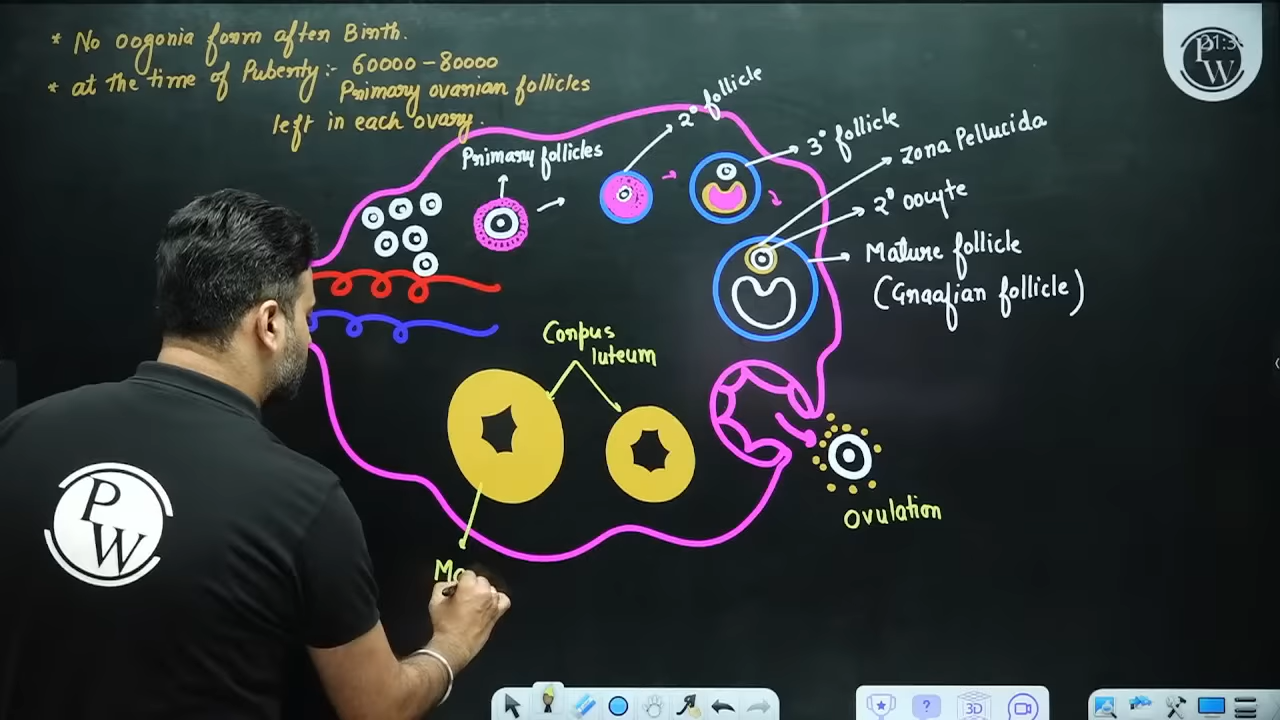 * No oogonia form after Birth.
* at the time of Puberty :- 60000 - 80000
Primary ovarian follicles
left in each ovary.
2° follicle
Primary follicles
3° follicle
Zona Pellucida
2° oocyte
Mature follicle
(Graafian follicle)
Corpus
luteum
Ovulation
P
W
P
W
3D
?